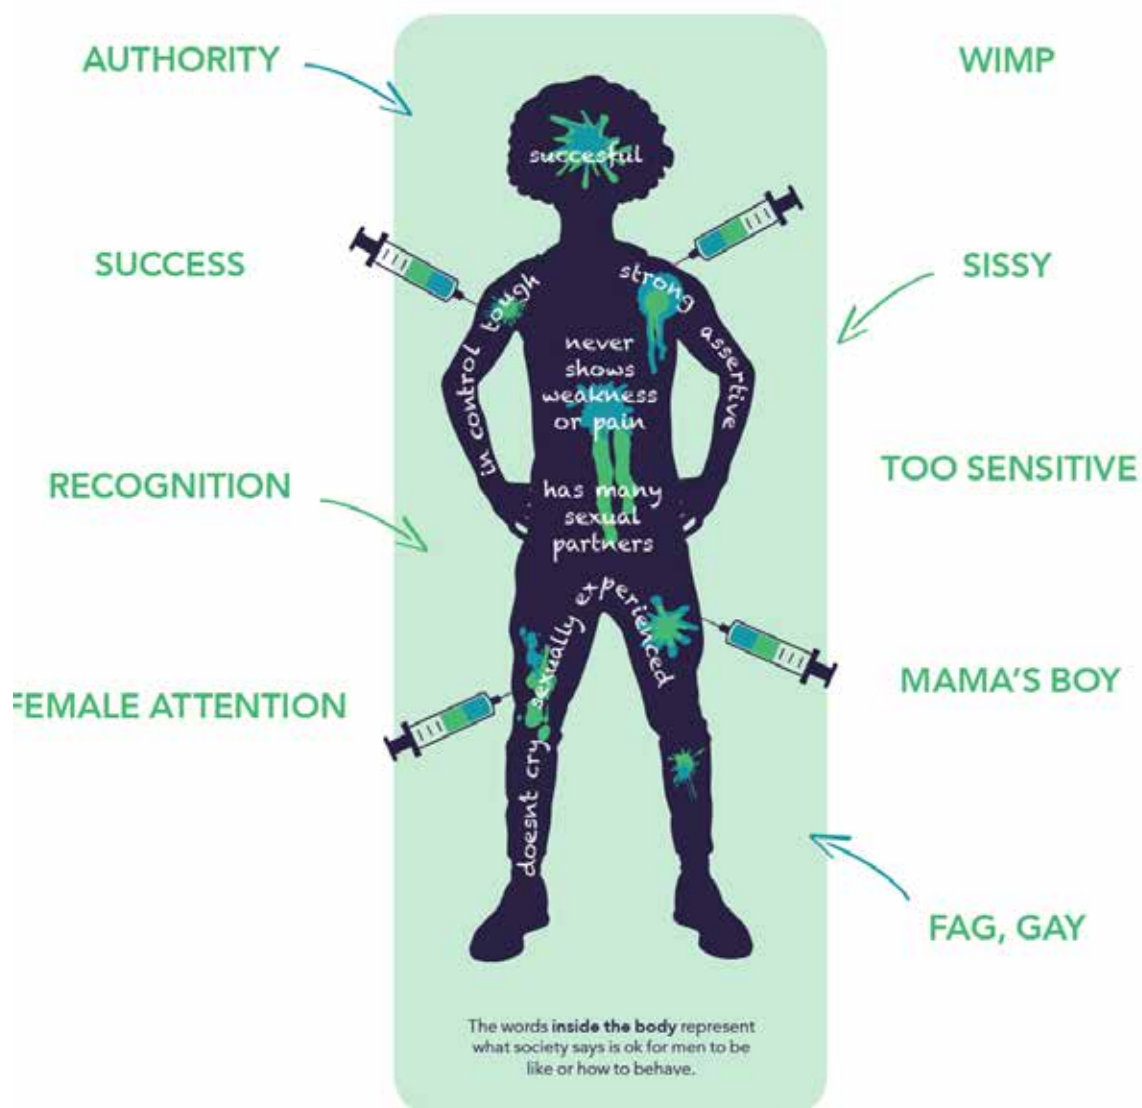 AUTHORITY
WIMP
succesful
SUCCESS
SISSY
tough
strong
in control
assertive
never
shows
weakness
or pain
RECOGNITION
TOO SENSITIVE
has many
sexual
partners
sexually experienced
MAMA'S BOY
FEMALE ATTENTION
doesnt cry
FAG, GAY
The words inside the body represent
what society says is ok for men to be
like or how to behave.